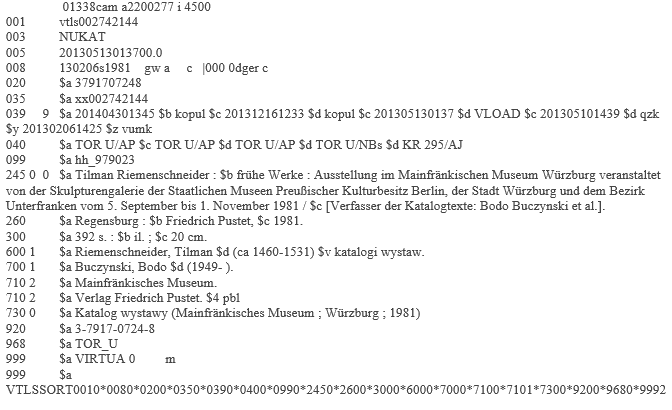 01338cam a2200277 i 4500
001 vtls002742144
003 NUKAT
005 20130513013700.0
008 130206s1981 gw a c |000 0dger c
020 $a 3791707248
035 $a xx002742144
039 9 $a 201404301345 $b kopul $c 201312161233 $d kopul $c 201305130137 $d VLOAD $c 201305101439 $d qzk
$y 201302061425 $z vumk
040 $a TOR U/AP $c TOR U/AP $d TOR U/AP $d TOR U/NBs $d KR 295/AJ
099 $a hh_979023
245 0 0 $a Tilman Riemenschneider : $b frühe Werke : Ausstellung im Mainfränkischen Museum Würzburg veranstaltet
von der Skulpturengalerie der Staatlichen Museen Preußischer Kulturbesitz Berlin, der Stadt Würzburg und dem Bezirk
Unterfranken vom 5. September bis 1. November 1981 / $c [Verfasser der Katalogtexte: Bodo Buczynski et al.].
260 $a Regensburg : $b Friedrich Pustet, $c 1981.
300 $a 392 s. : $b il. ; $c 20 cm.
600 1 $a Riemenschneider, Tilman $d (ca 1460-1531) $v katalogi wystaw.
700 1 $a Buczynski, Bodo $d (1949- ).
710 2 $a Mainfränkisches Museum.
710 2 $a Verlag Friedrich Pustet. $4 pbl
730 0 $a Katalog wystawy (Mainfränkisches Museum ; Würzburg ; 1981)
920 $a 3-7917-0724-8
968 $a TOR_U
999 $a VIRTUA 0 m
999 $a
VTLSSORT0010*0080*0200*0350*0390*0400*0990*2450*2600*3000*6000*7000*7100*7101*7300*9200*9680*9992